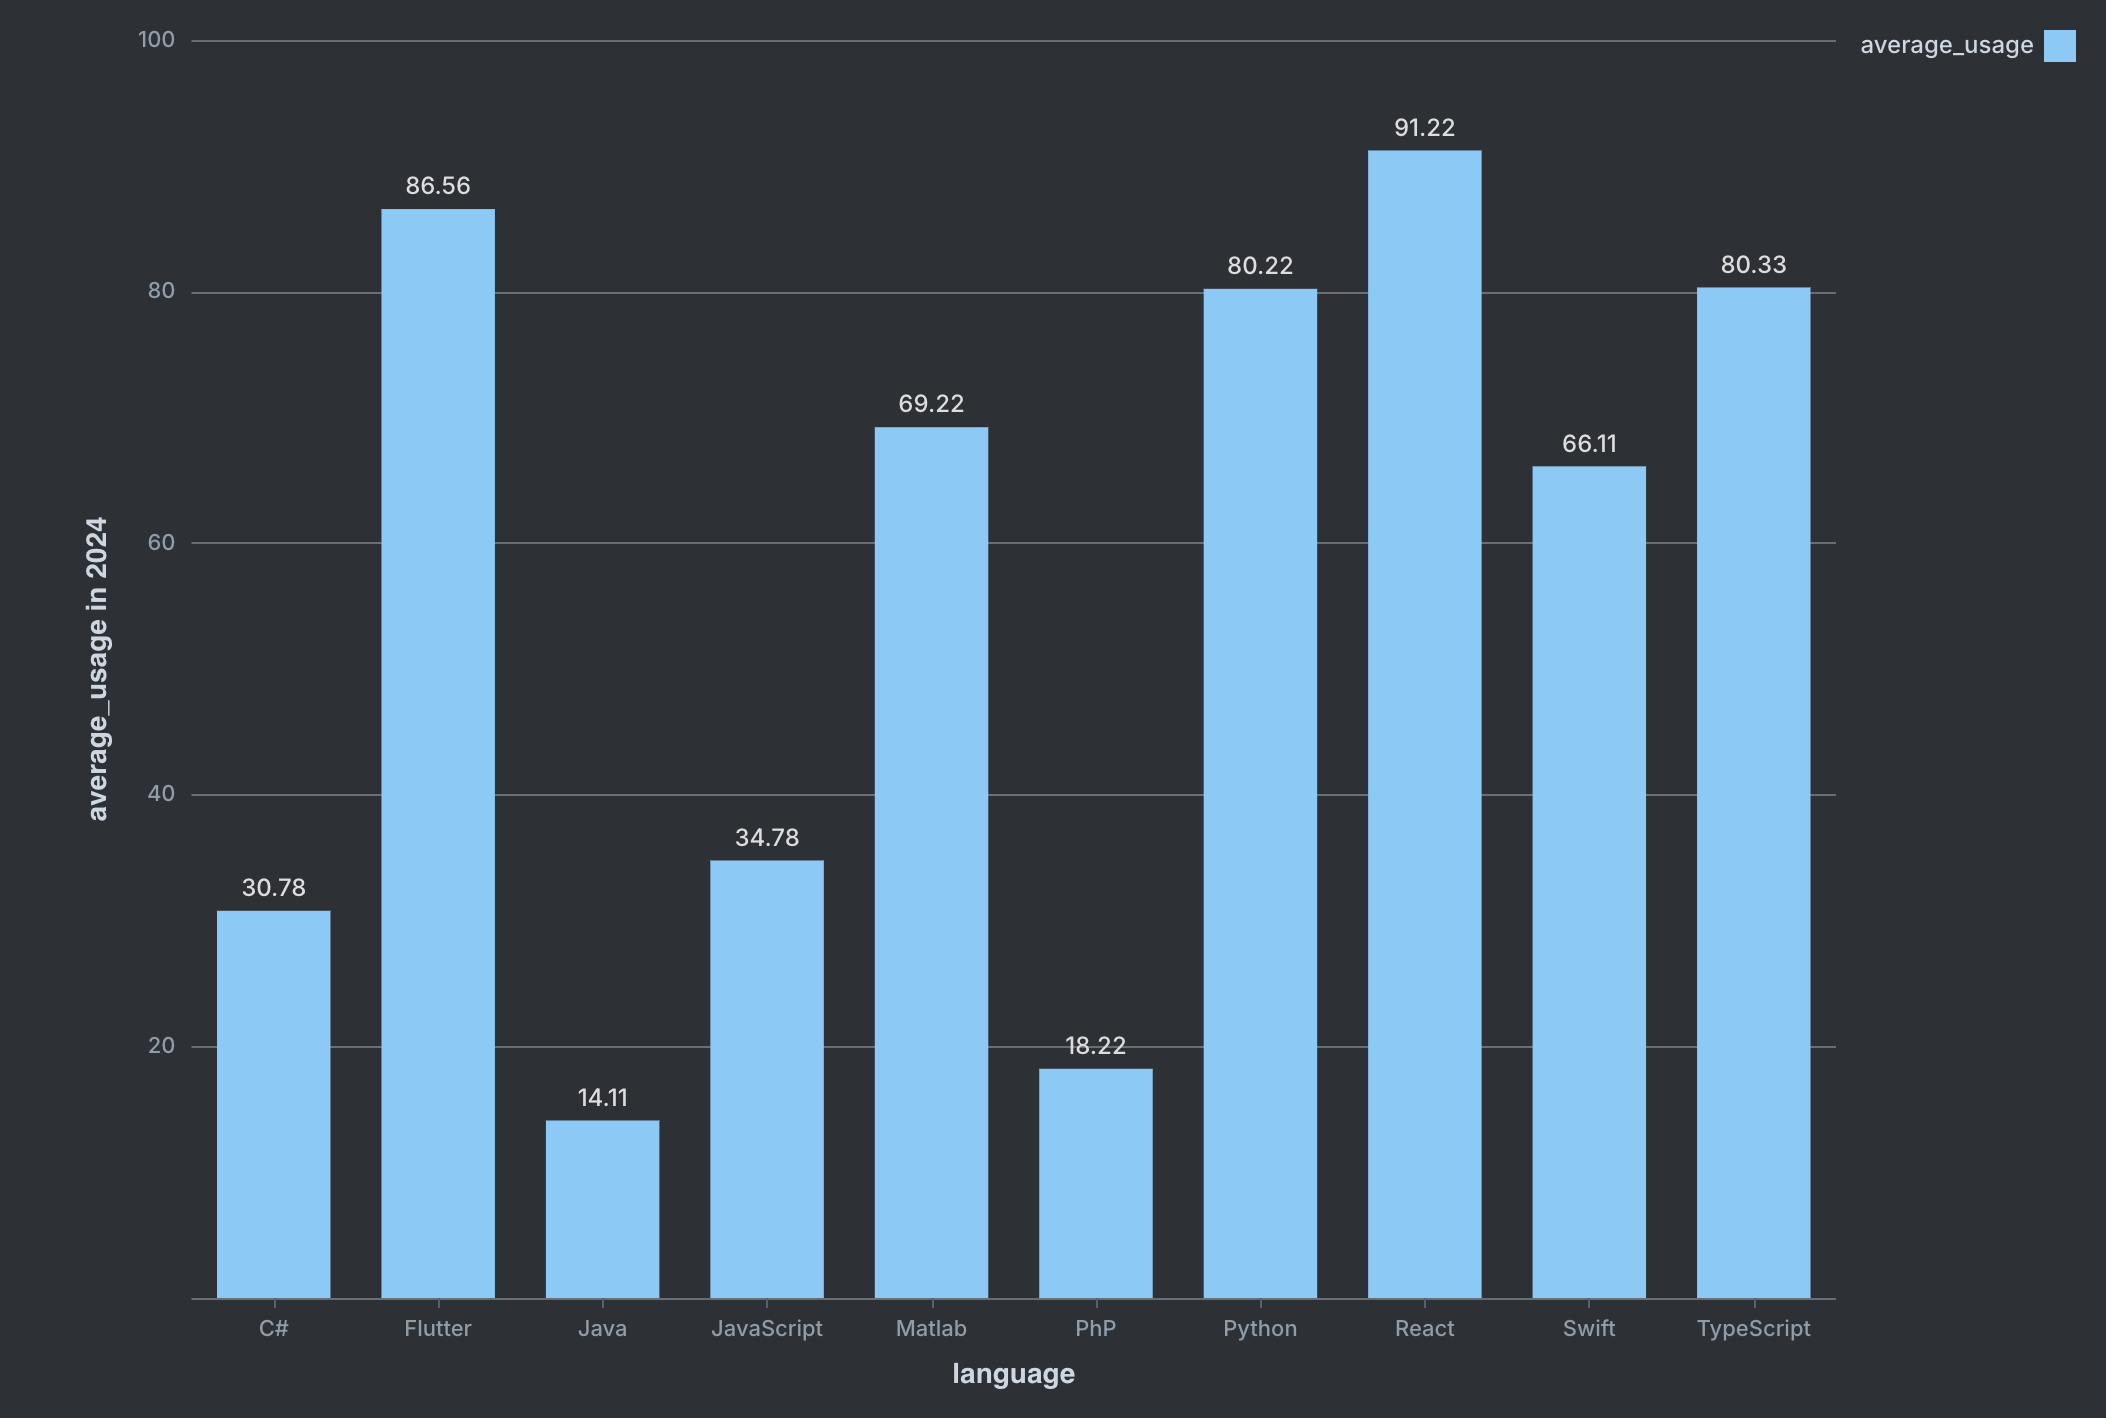 average_usage
100
80
60
40
20
average_usage in 2024
30.78
86.56
14.11
34.78
69.22
18.22
80.22
91.22
66.11
80.33
C#
Flutter
Java
JavaScript
Matlab
PhP
Python
React
Swift
TypeScript
language